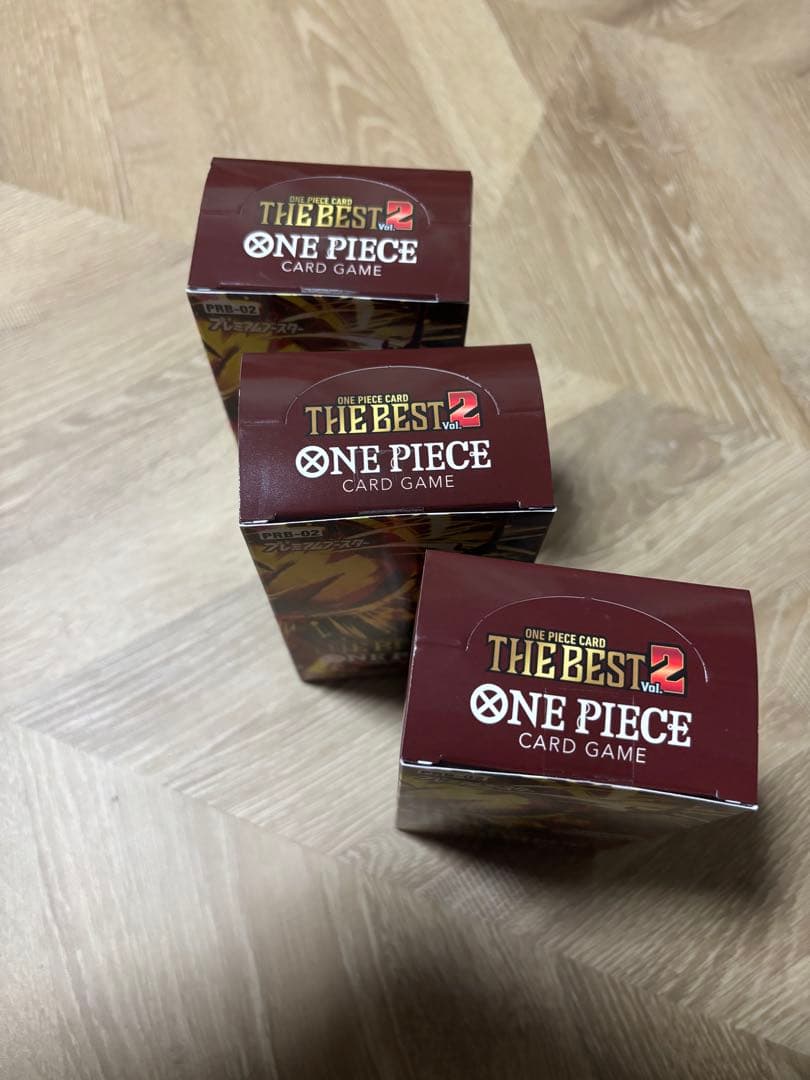 ONE PIECE CARD
THE BEST Vol.2
ONE PIECE
CARD GAME
PRB-02
プレミアムブースター
ONE PIECE CARD
THE BEST Vol.2
ONE PIECE
CARD GAME
PRB-02
プレミアムブースター
ONE PIECE CARD
THE BEST Vol.2
ONE PIECE
CARD GAME
PRB-02